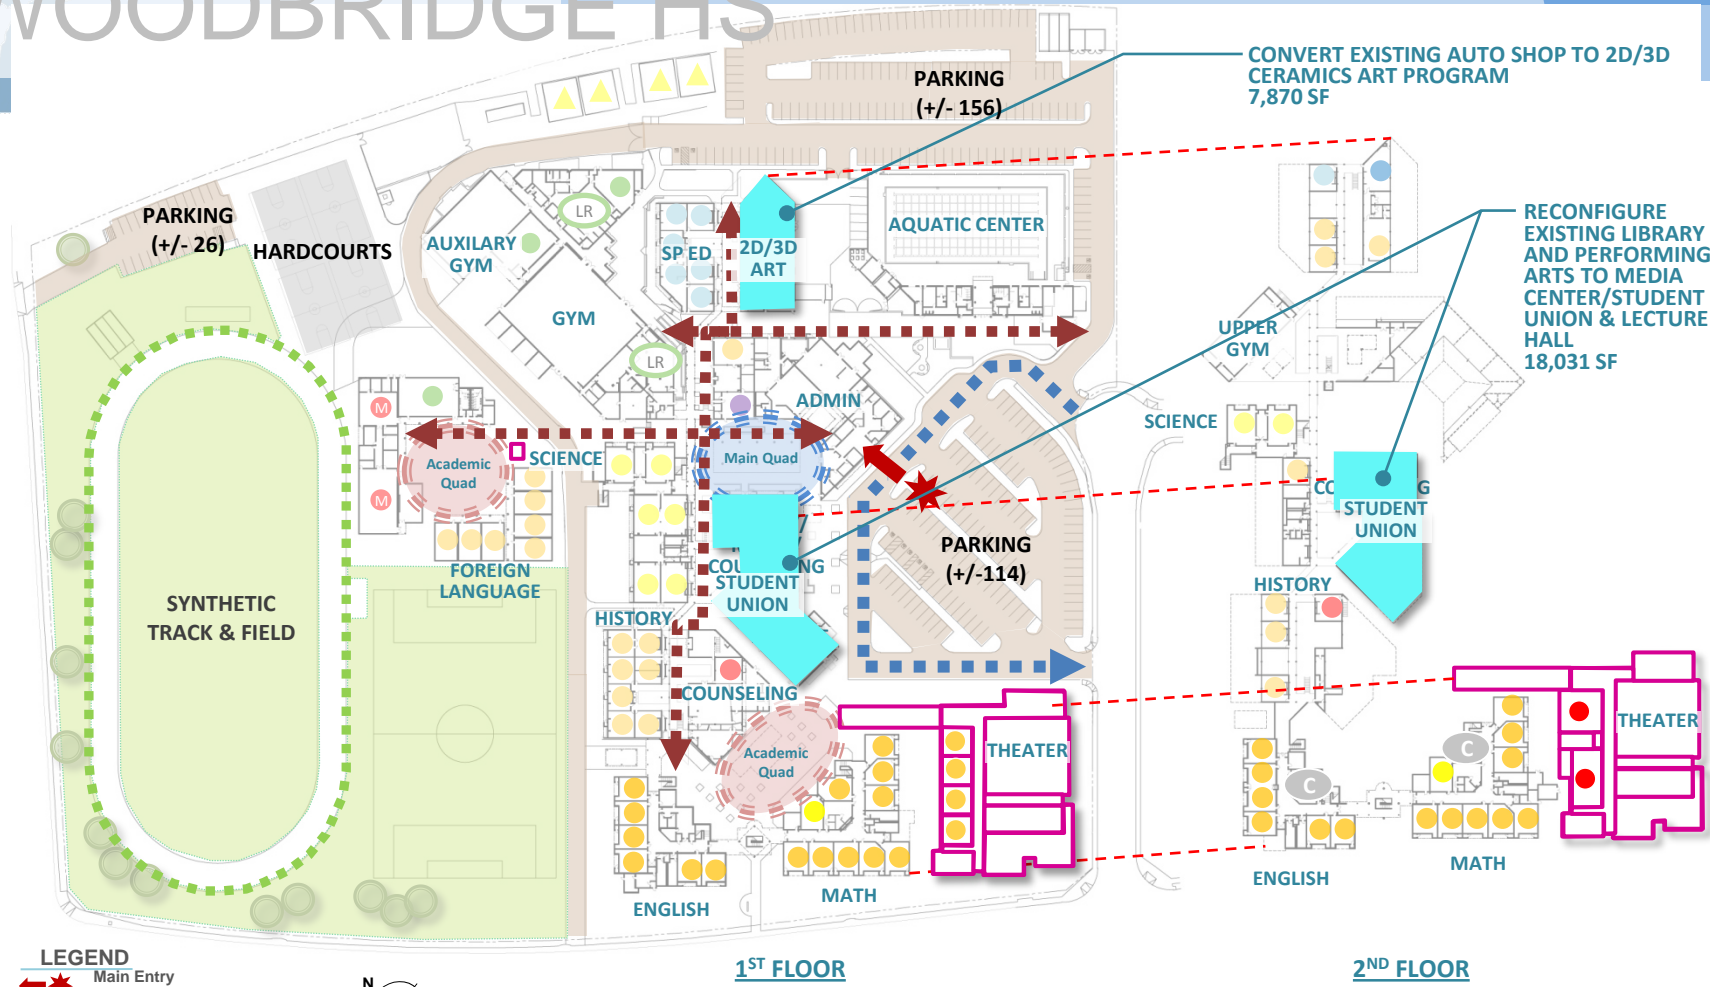 WOODBRIDGE HS
CONVERT EXISTING AUTO SHOP TO 2D/3D
CERAMICS ART PROGRAM
7,870 SF
PARKING
(+/- 156)
PARKING
(+/- 26)
HARDCOURTS
AUXILARY
GYM
LR
SP ED
2D/3D
ART
AQUATIC CENTER
RECONFIGURE
EXISTING LIBRARY
AND PERFORMING
ARTS TO MEDIA
CENTER/STUDENT
UNION & LECTURE
HALL
18,031 SF
GYM
LR
UPPER
GYM
ADMIN
M
SCIENCE
Academic
Quad
SCIENCE
Main Quad
M
STUDENT
UNION
PARKING
(+/-114)
FOREIGN
LANGUAGE
STUDENT
UNION
HISTORY
SYNTHETIC
TRACK & FIELD
HISTORY
COUNSELING
THEATER
Academic
Quad
THEATER
C
C
MATH
ENGLISH
MATH
ENGLISH
LEGEND
Main Entry
N
1ST FLOOR
2ND FLOOR